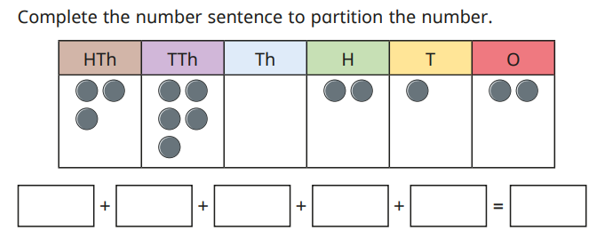 Complete the number sentence to partition the number.
HTh TTh Th H T O
+ + + + =